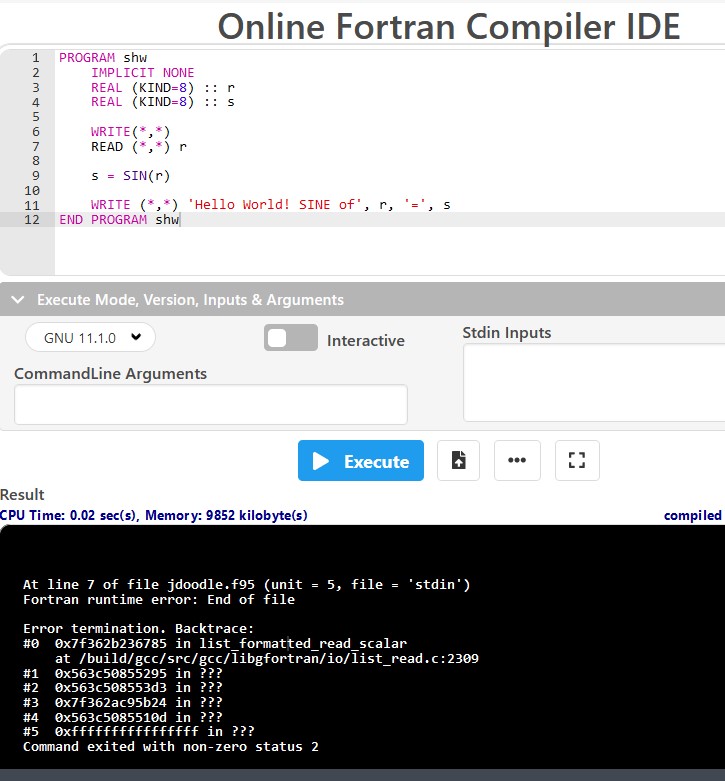 Online Fortran Compiler IDE
1 PROGRAM shw
2 IMPLICIT NONE
3 REAL (KIND=8) :: r
4 REAL (KIND=8) :: s
5
6 WRITE(*,*)
7 READ (*,*) r
8
9 s = SIN(r)
10
11 WRITE (*,*) 'Hello World! SINE of', r, '=', s
12 END PROGRAM shw
Execute Mode, Version, Inputs & Arguments
GNU 11.1.0
Interactive
Stdin Inputs
CommandLine Arguments
Execute
Result
CPU Time: 0.02 sec(s), Memory: 9852 kilobyte(s) compiled
At line 7 of file jdoodle.f95 (unit = 5, file = 'stdin')
Fortran runtime error: End of file
Error termination. Backtrace:
#0 0x7f362b236785 in list_formatted_read_scalar
at /build/gcc/src/gcc/libgfortran/io/list_read.c:2309
#1 0x563c50855295 in ???
#2 0x563c508553d3 in ???
#3 0x7f362ac95b24 in ???
#4 0x563c5085510d in ???
#5 0xffffffffffffffff in ???
Command exited with non-zero status 2